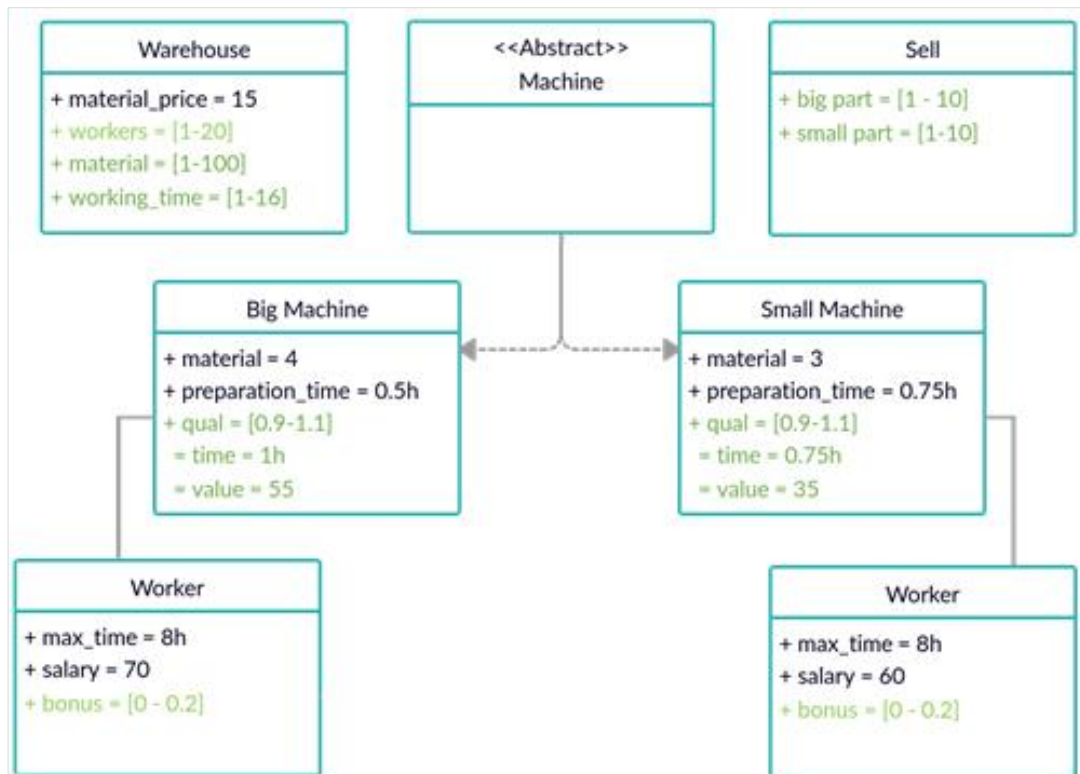 Warehouse
+ material_price = 15
+ workers = [1-20]
+ material = [1-100]
+ working_time = [1-16]
<<Abstract>>
Machine
Sell
+ big part = [1 - 10]
+ small part = [1-10]
Big Machine
+ material = 4
+ preparation_time = 0.5h
+ qual = [0.9-1.1]
= time = 1h
= value = 55
Small Machine
+ material = 3
+ preparation_time = 0.75h
+ qual = [0.9-1.1]
= time = 0.75h
= value = 35
Worker
+ max_time = 8h
+ salary = 70
+ bonus = [0 - 0.2]
Worker
+ max_time = 8h
+ salary = 60
+ bonus = [0 - 0.2]